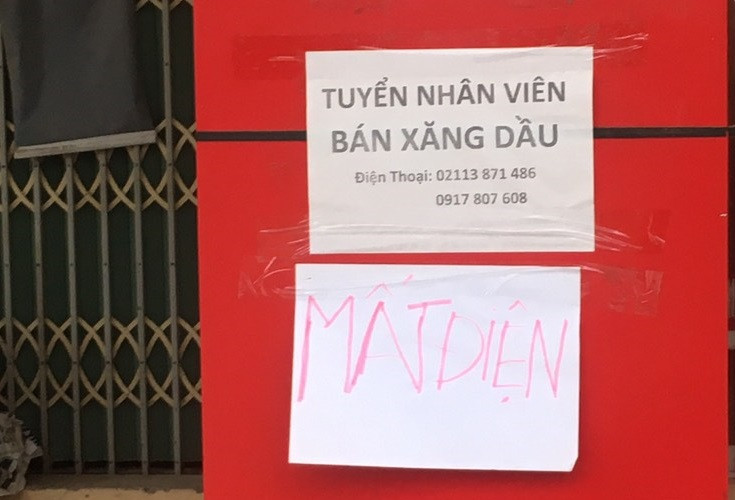 TUYỂN NHÂN VIÊN
BÁN XĂNG DẦU
Điện Thoại: 02113 871 486
0917 807 608
MẤT ĐIỆN